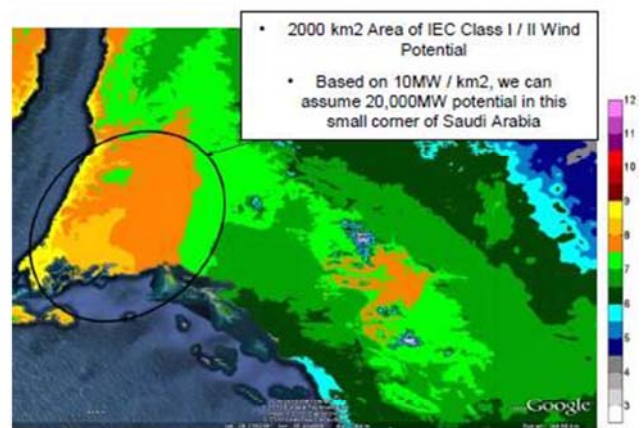 • 2000 km2 Area of IEC Class I / II Wind
Potential
• Based on 10MW / km2, we can
assume 20,000MW potential in this
small corner of Saudi Arabia
12
11
10
9
8
7
6
5
4
3
Google